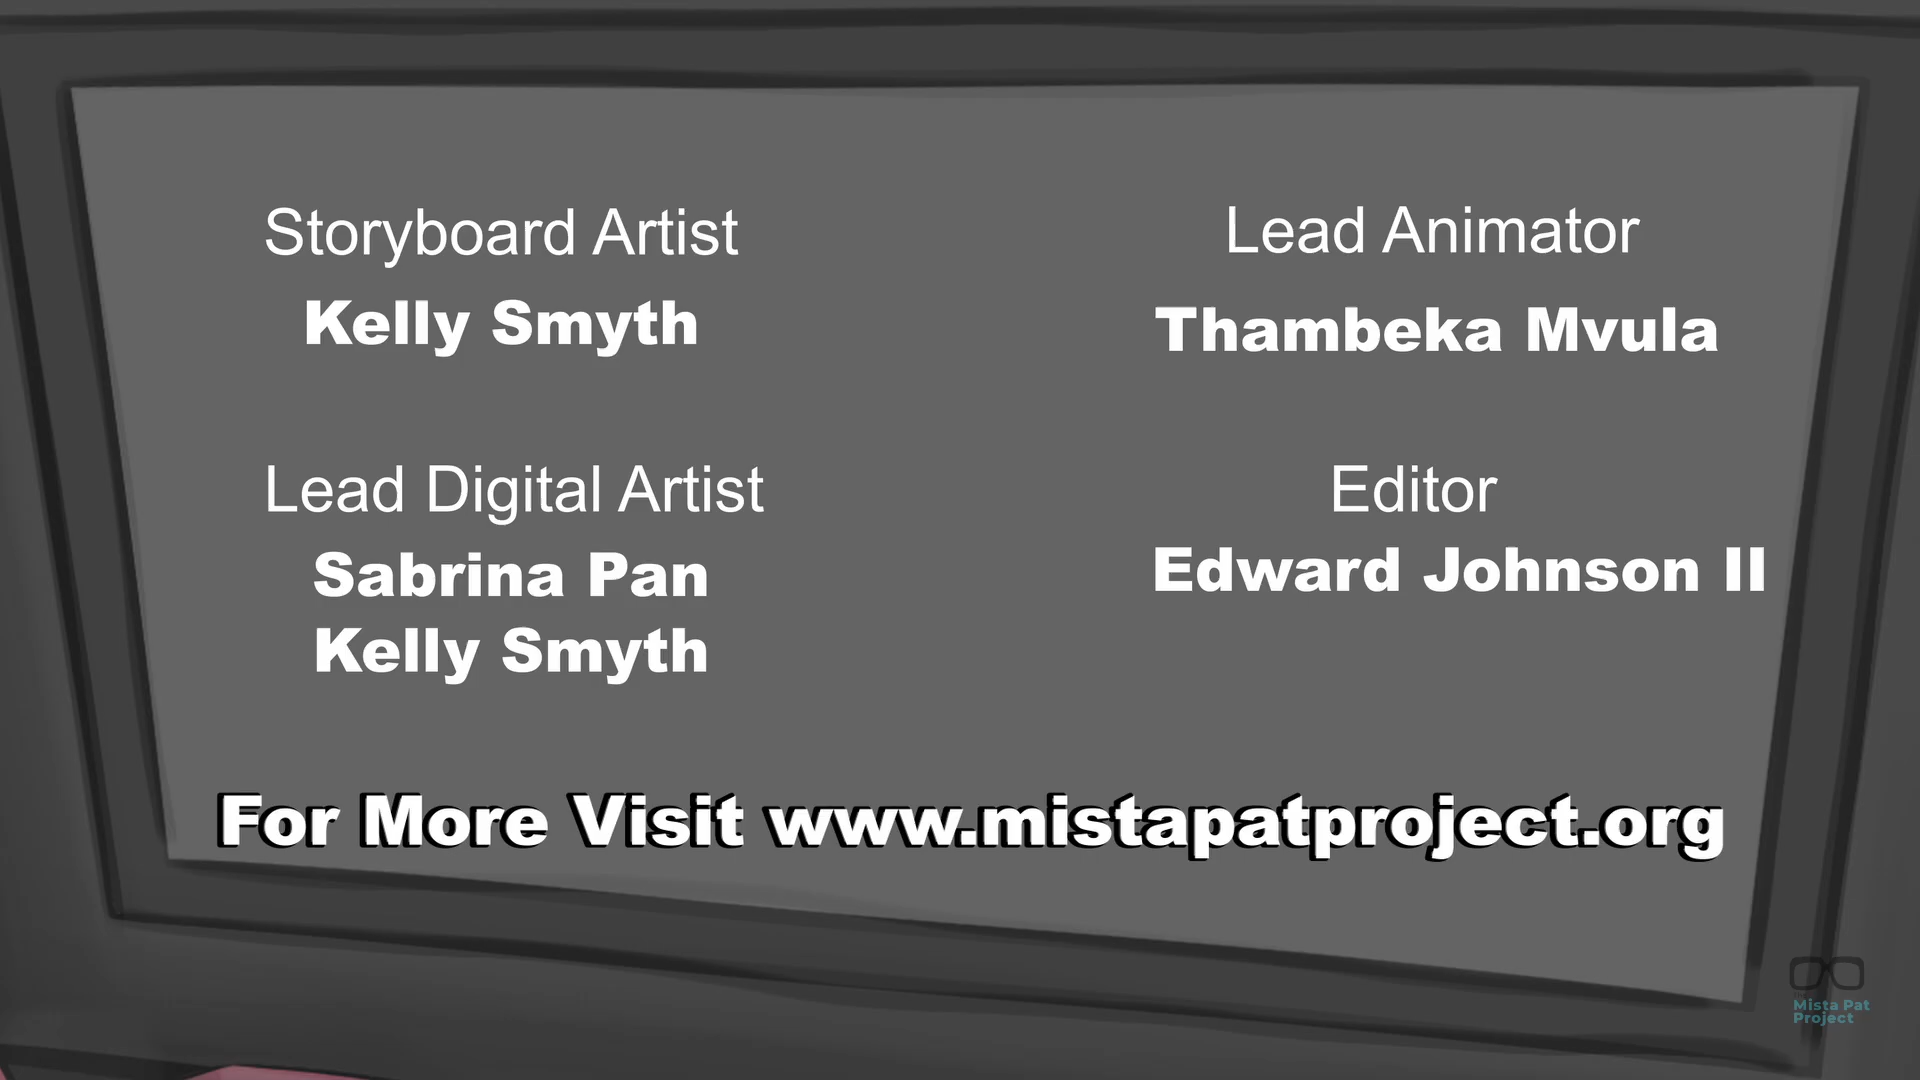 Storyboard Artist
Kelly Smyth
Lead Animator
Thambeka Mvula
Lead Digital Artist
Sabrina Pan
Kelly Smyth
Editor
Edward Johnson II
For More Visit www.mistapatproject.org
Mista Pat
Project